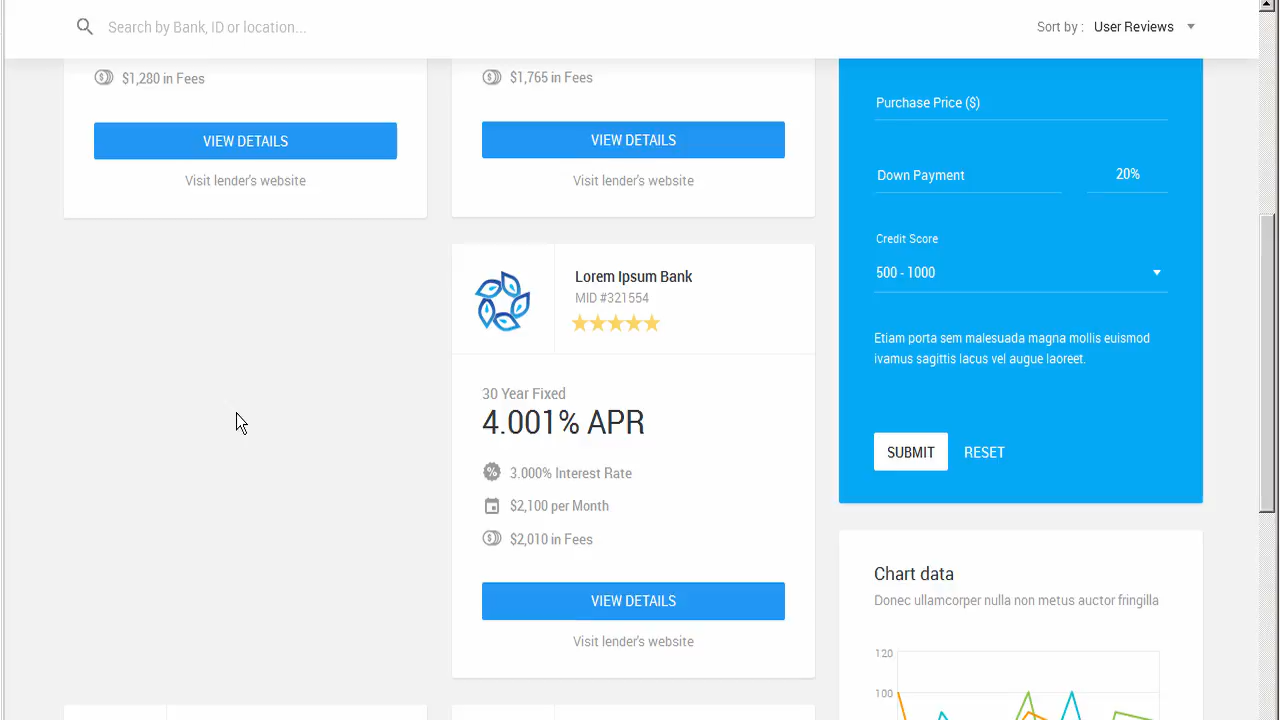 Search by Bank, ID or location...
Sort by : User Reviews
$1,280 in Fees
VIEW DETAILS
Visit lender's website
$1,765 in Fees
VIEW DETAILS
Visit lender's website
Lorem Ipsum Bank
MID #321554
30 Year Fixed
4.001% APR
3.000% Interest Rate
$2,100 per Month
$2,010 in Fees
VIEW DETAILS
Visit lender's website
Purchase Price ($)
Down Payment 20%
Credit Score
500 - 1000
Etiam porta sem malesuada magna mollis euismod
ivamus sagittis lacus vel augue laoreet.
SUBMIT RESET
Chart data
Donec ullamcorper nulla non metus auctor fringilla
120
100